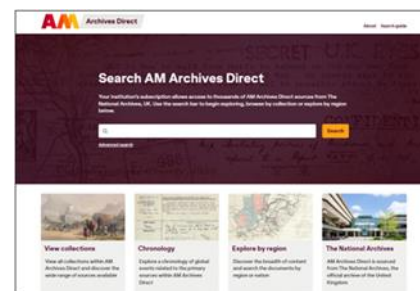 AM Archives Direct
About Search guide
SECRET U.K.
Search AM Archives Direct
Your institution's subscription allows access to thousands of AM Archives Direct sources from The
National Archives, UK. Use the search bar to begin exploring, browse by collection or explore by region
below.
Search
Advanced search
View collections
View all collections within AM
Archives Direct and discover the
wide range of sources available
Chronology
Explore a chronology of global
events related to the primary
sources within AM Archives
Direct
Explore by region
Discover the breadth of content
and search the documents by
region or nation
The National Archives
AM Archives Direct is sourced
from The National Archives, the
official archive of the United
Kingdom